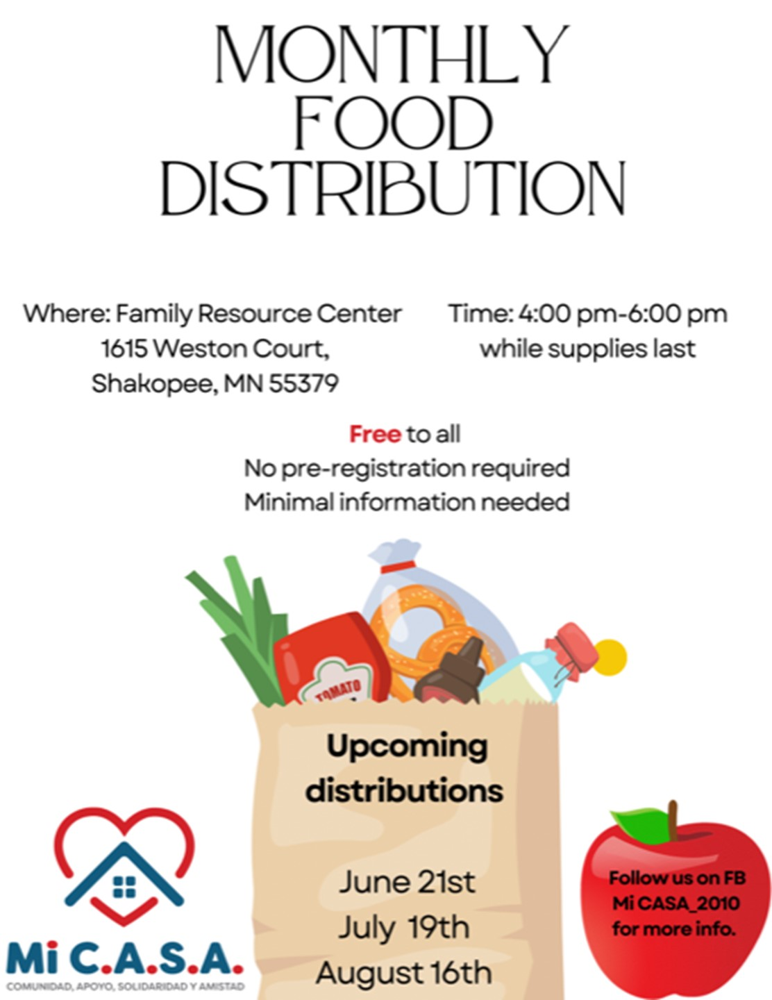 MONTHLY
FOOD
DISTRIBUTION
Where: Family Resource Center
1615 Weston Court,
Shakopee, MN 55379
Time: 4:00 pm-6:00 pm
while supplies last
Free to all
No pre-registration required
Minimal information needed
TOMATO
Upcoming
distributions
June 21st
July 19th
August 16th
Mi C.A.S.A.
COMUNIDAD, APOYO, SOLIDARIDAD Y AMISTAD
Follow us on FB
Mi CASA_2010
for more info.